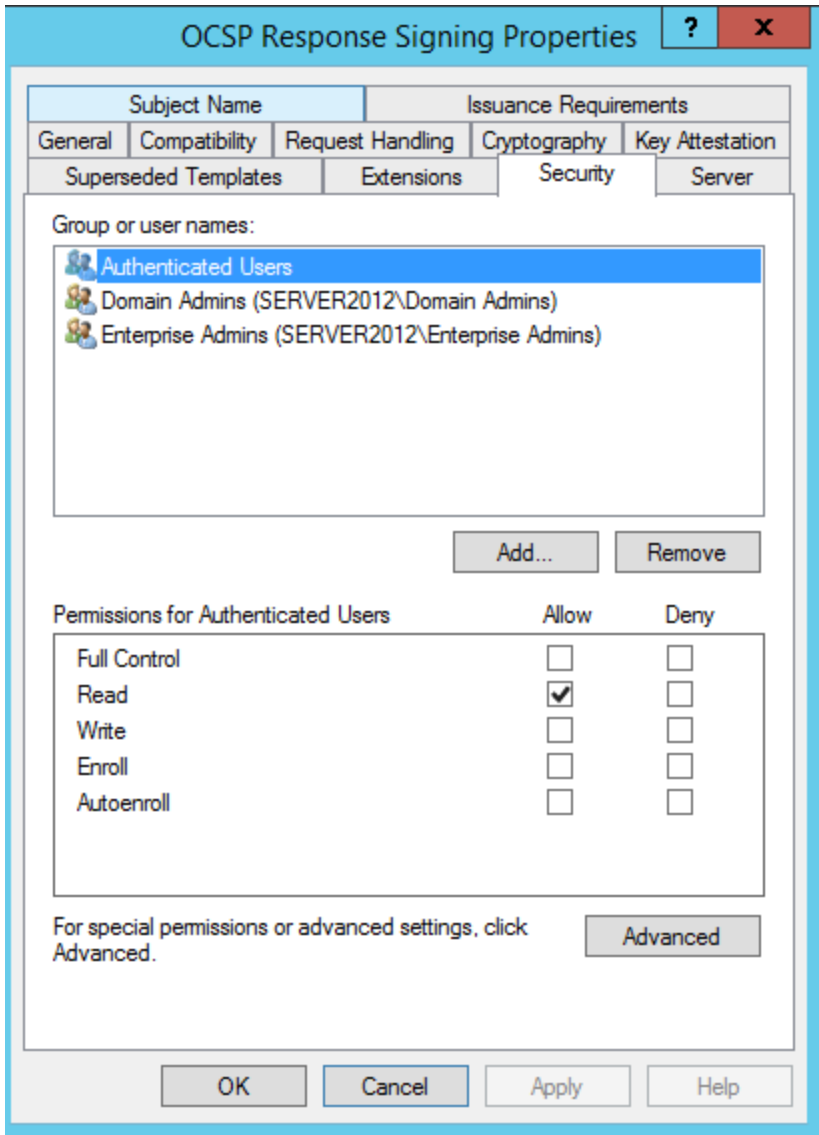 OCSP Response Signing Properties
?
x
Subject Name
Issuance Requirements
General
Compatibility
Request Handling
Cryptography
Key Attestation
Superseded Templates
Extensions
Security
Server
Group or user names:
Authenticated Users
Domain Admins (SERVER2012\Domain Admins)
Enterprise Admins (SERVER2012\Enterprise Admins)
Add...
Remove
Permissions for Authenticated Users
Allow
Deny
Full Control
Read
Write
Enroll
Autoenroll
For special permissions or advanced settings, click
Advanced.
Advanced
OK
Cancel
Apply
Help